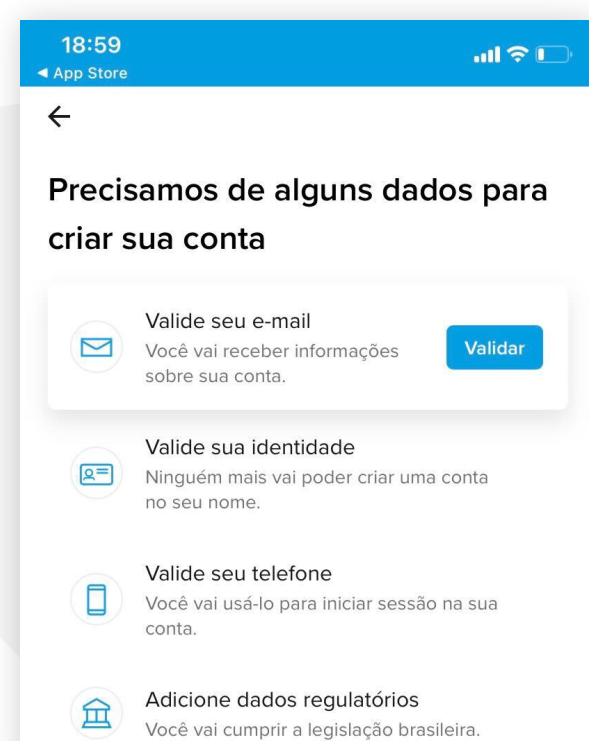 18:59
◀ App Store
Precisamos de alguns dados para
criar sua conta
Valide seu e-mail
Você vai receber informações
sobre sua conta.
Validar
Valide sua identidade
Ninguém mais vai poder criar uma conta
no seu nome.
Valide seu telefone
Você vai usá-lo para iniciar sessão na sua
conta.
Adicione dados regulatórios
Você vai cumprir a legislação brasileira.